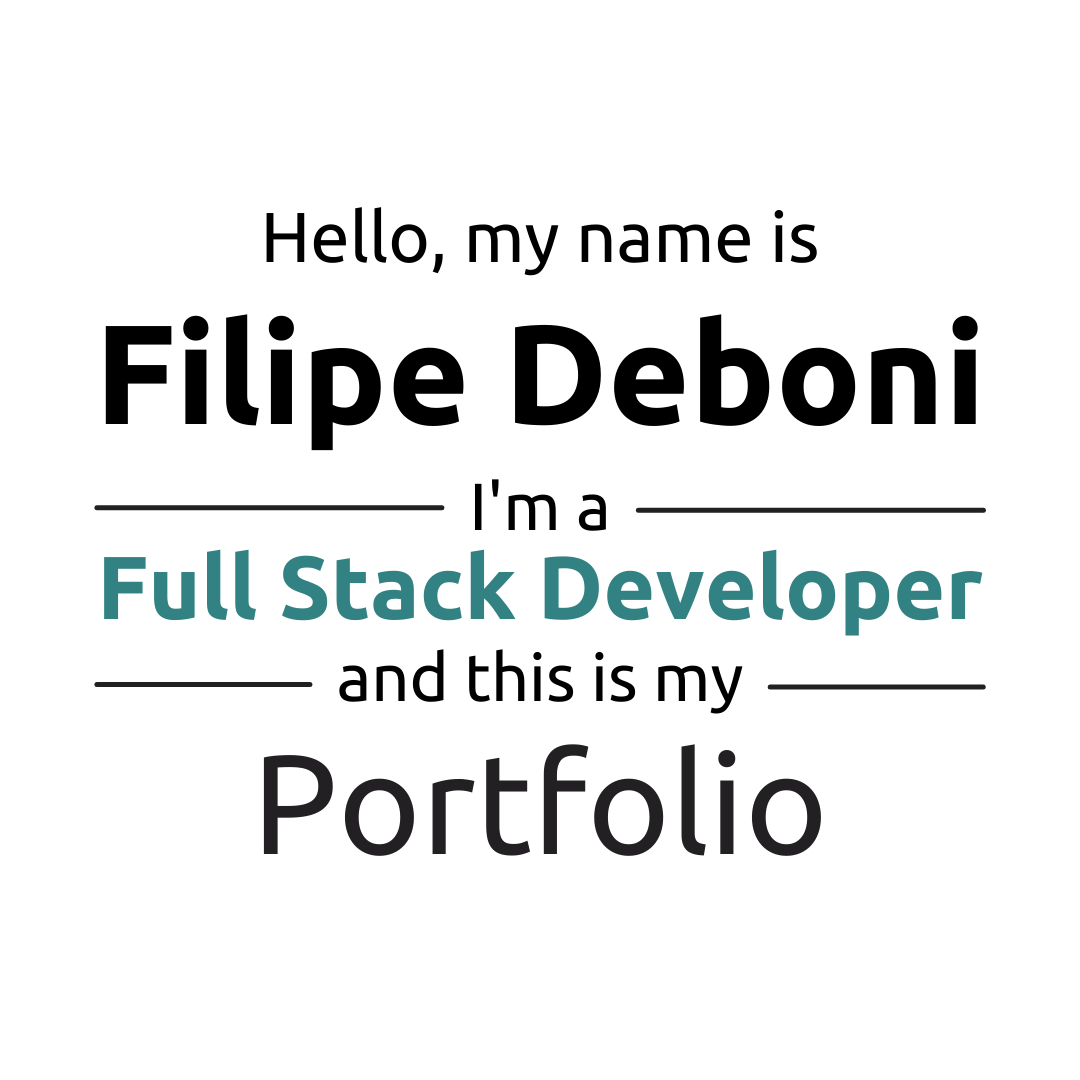 Hello, my name is
Filipe Deboni
I'm a
Full Stack Developer
and this is my
Portfolio